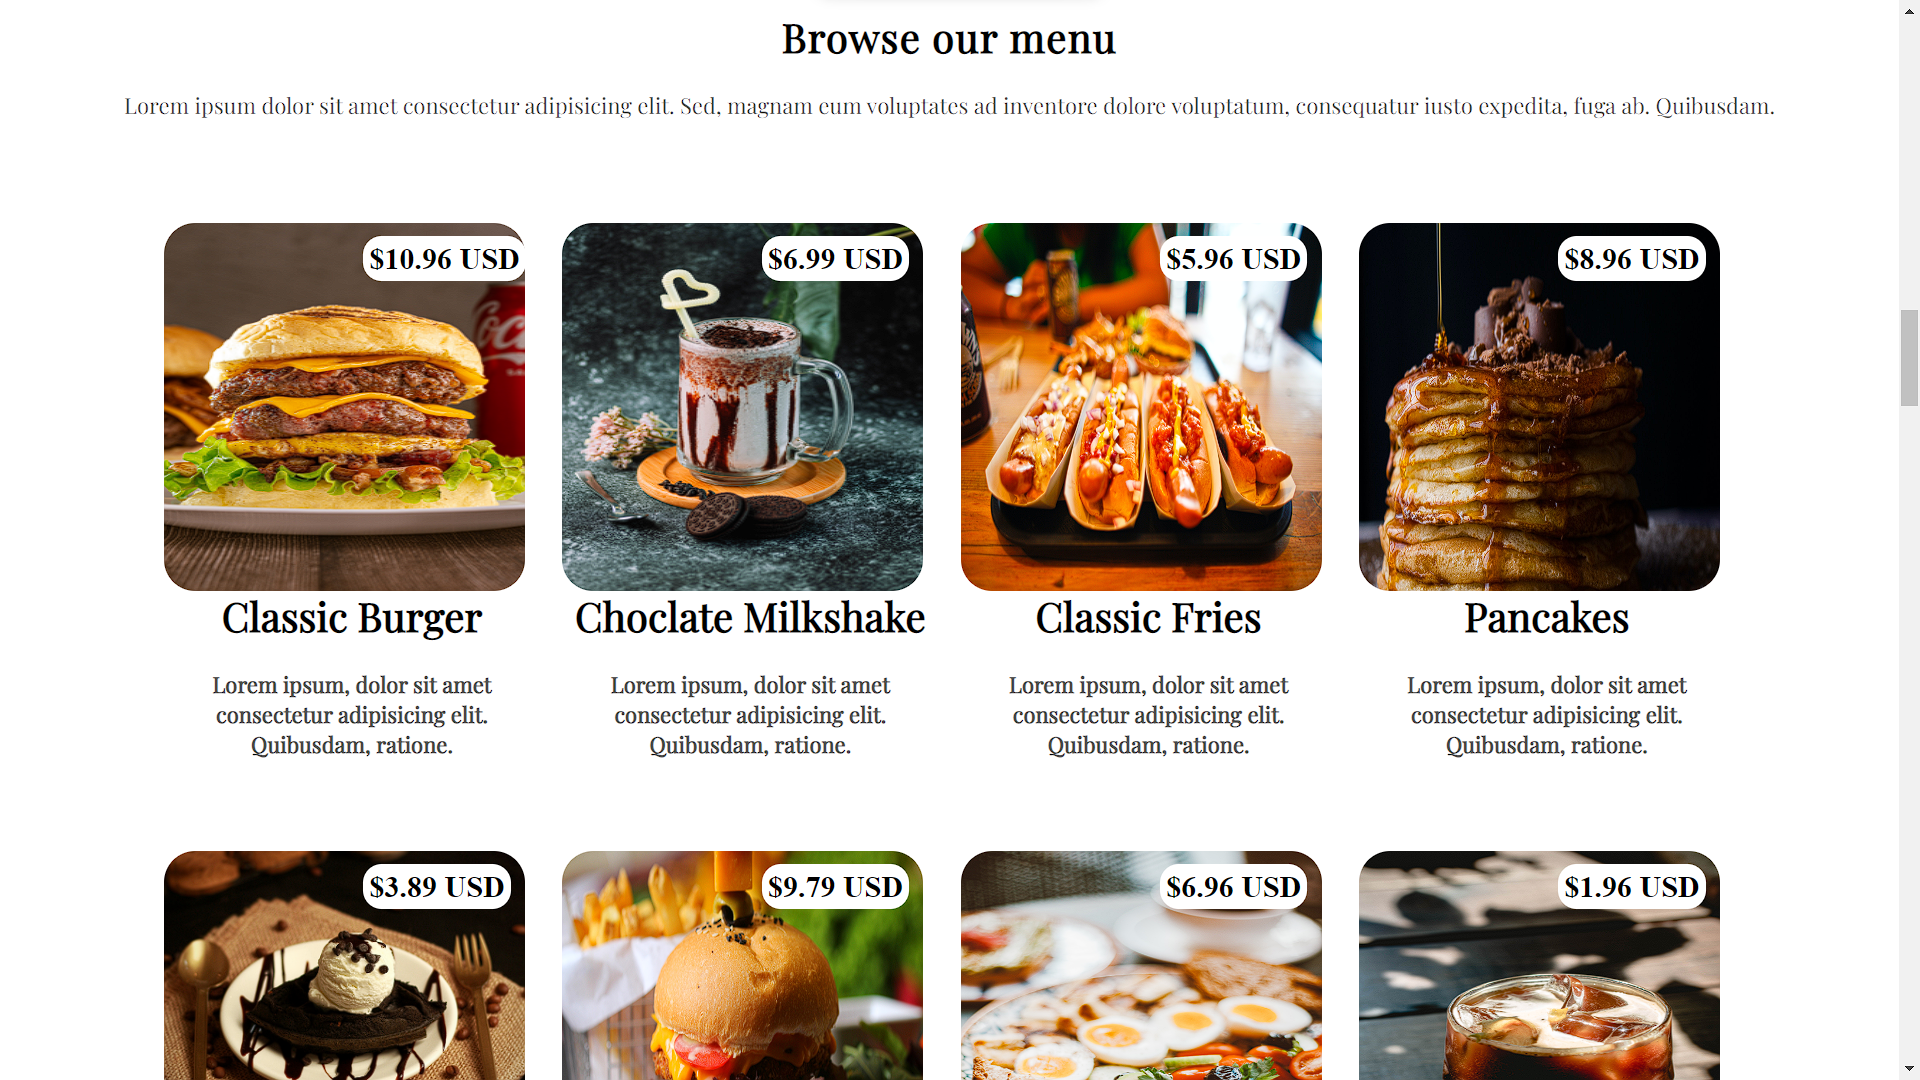 Browse our menu
Lorem ipsum dolor sit amet consectetur adipisicing elit. Sed, magnam eum voluptates ad inventore dolore voluptatum, consequatur iusto expedita, fuga ab. Quibusdam.
$10.96 USD
$6.99 USD
$5.96 USD
$8.96 USD
Classic Burger
Choclate Milkshake
Classic Fries
Pancakes
Lorem ipsum, dolor sit amet
consectetur adipisicing elit.
Quibusdam, ratione.
Lorem ipsum, dolor sit amet
consectetur adipisicing elit.
Quibusdam, ratione.
Lorem ipsum, dolor sit amet
consectetur adipisicing elit.
Quibusdam, ratione.
Lorem ipsum, dolor sit amet
consectetur adipisicing elit.
Quibusdam, ratione.
$3.89 USD
$9.79 USD
$6.96 USD
$1.96 USD